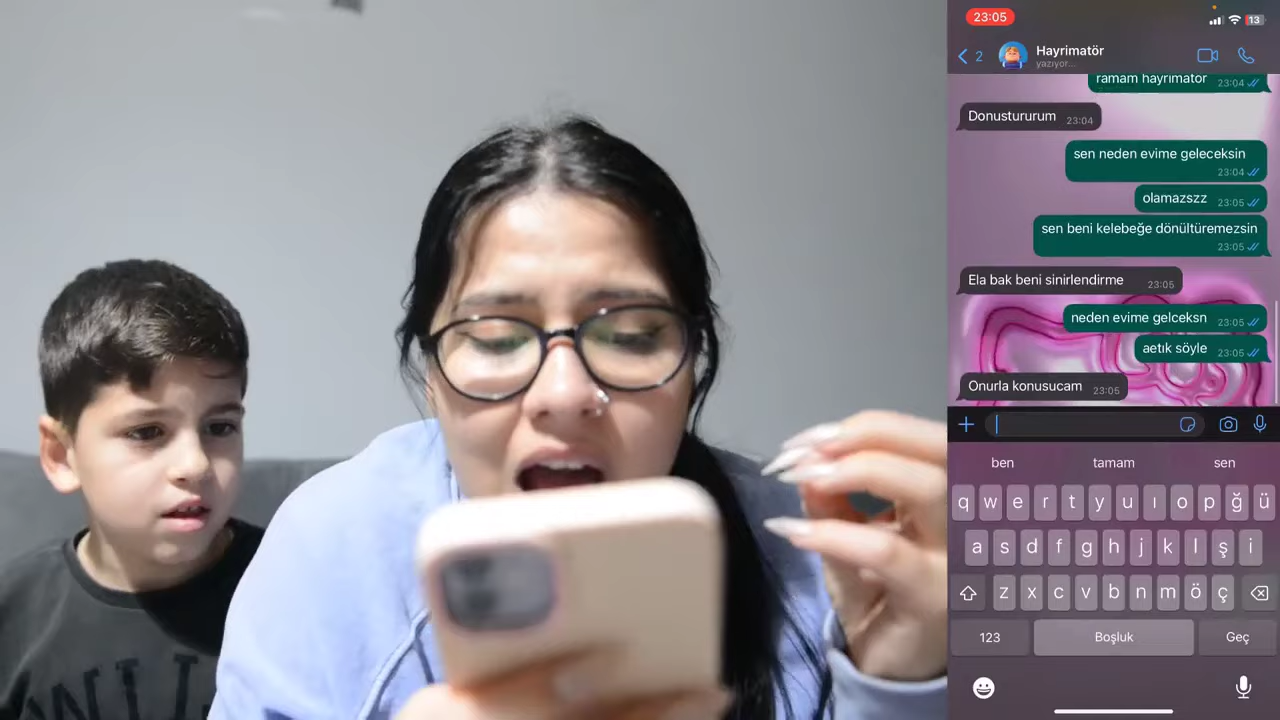 23:05
13
2
Hayrimatör
yazıyor...
ramam hayrimatör 23:04
Donustururum 23:04
sen neden evime geleceksin
23:04
olamazszz 23:05
sen beni kelebeğe dönültüremezsin
23:05
Ela bak beni sinirlendirme 23:05
neden evime gelceksn 23:05
aetık söyle 23:05
Onurla konusucam 23:05
ben tamam sen
q w e r t y u ı o p ğ ü
a s d f g h j k l ş i
z x c v b n m ö ç
123 Boşluk Geç